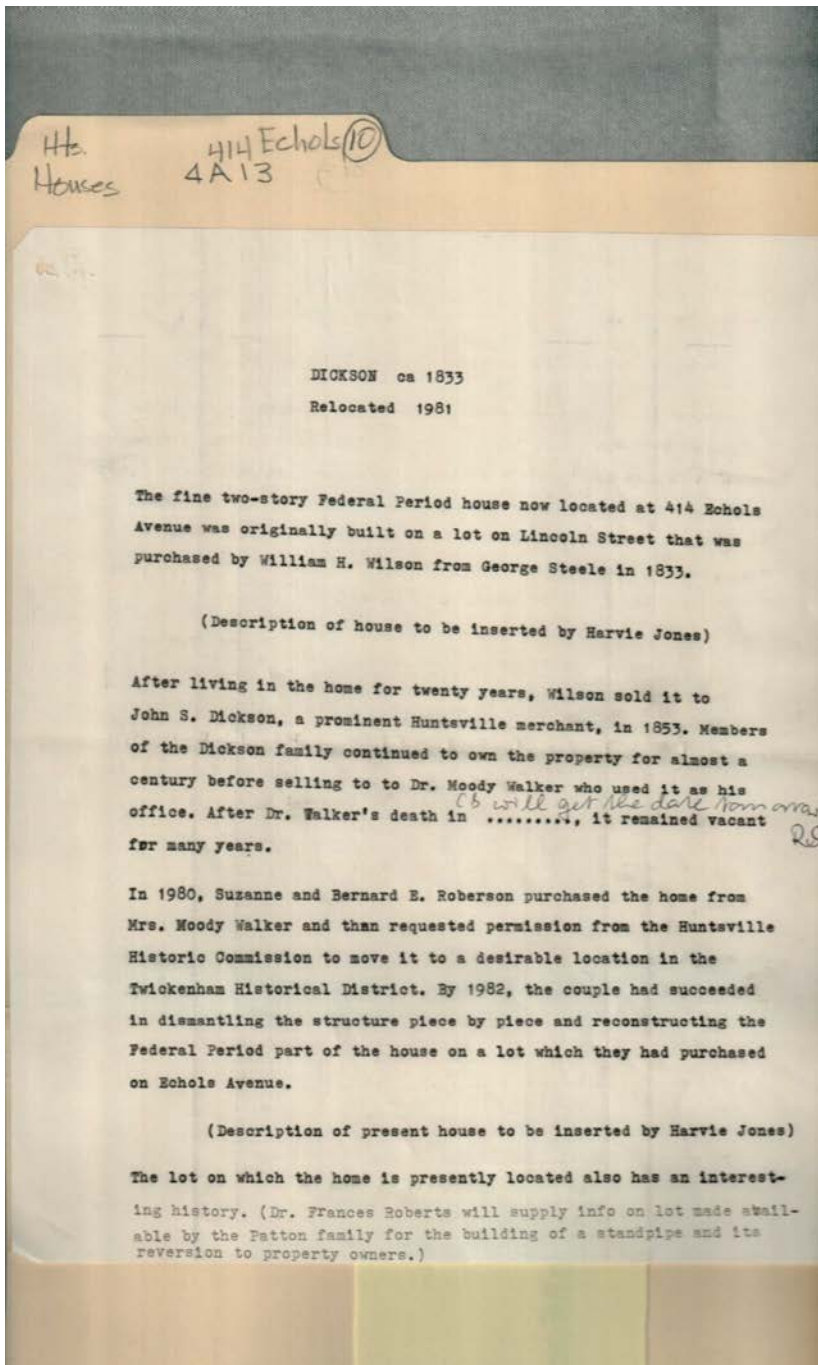 Hts.
Houses
414 Echols 10
4A13
DICKSON ca 1833
Relocated 1981
The fine two-story Federal Period house now located at 414 Echols
Avenue was originally built on a lot on Lincoln Street that was
purchased by William H. Wilson from George Steele in 1833.
(Description of house to be inserted by Harvie Jones)
After living in the home for twenty years, Wilson sold it to
John S. Dickson, a prominent Huntsville merchant, in 1853. Members
of the Dickson family continued to own the property for almost a
century before selling to to Dr. Moody Walker who used it as his
will get the date tomorrow
office. After Dr. Walker's death in ........., it remained vacant
for many years.
In 1980, Suzanne and Bernard E. Roberson purchased the home from
Mrs. Moody Walker and than requested permission from the Huntsville
Historic Commission to move it to a desirable location in the
Twickenham Historical District. By 1982, the couple had succeeded
in dismantling the structure piece by piece and reconstructing the
Federal Period part of the house on a lot which they had purchased
on Echols Avenue.
(Description of present house to be inserted by Harvie Jones)
The lot on which the home is presently located also has an interest-
ing history. (Dr. Frances Roberts will supply info on lot made avail-
able by the Patton family for the building of a standpipe and its
reversion to property owners.)